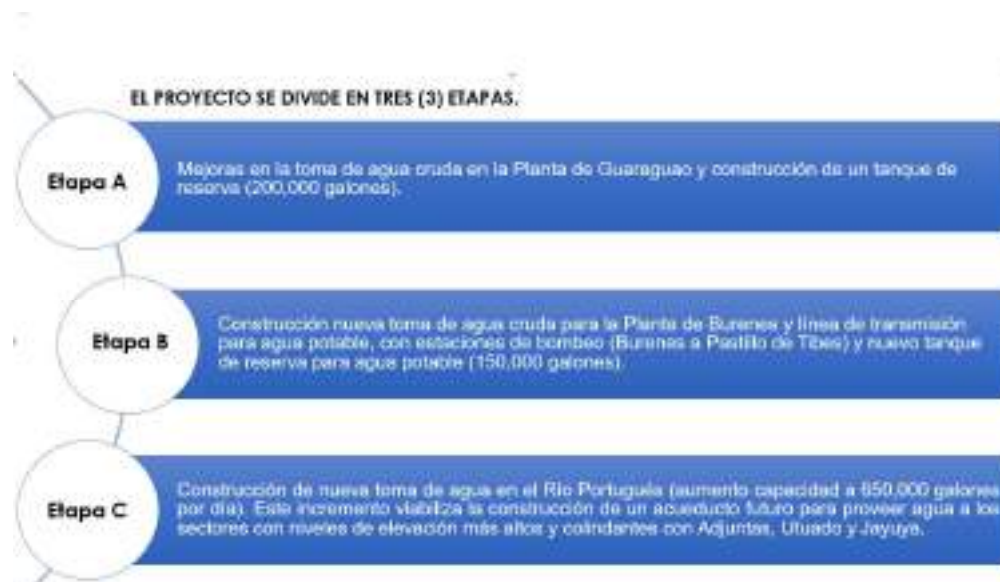 EL PROYECTO SE DIVIDE EN TRES (3) ETAPAS.
Etapa A
Mejoras en la toma de agua cruda en la Planta de Guaraguao y construcción de un tanque de
reserva (200,000 galones).
Etapa B
Construcción nueva toma de agua cruda para la Planta de Burenes y línea de transmisión
para agua potable, con estaciones de bombeo (Burenes a Pastillo de Tibes) y nuevo tanque
de reserva para agua potable (150,000 galones).
Etapa C
Construcción de nueva toma de agua en el Río Portugués (aumento capacidad a 650,000 galones
por día). Este incremento viabiliza la construcción de un acueducto futuro para proveer agua a los
sectores con niveles de elevación más altos y colindantes con Adjuntas, Utuado y Jayuya.